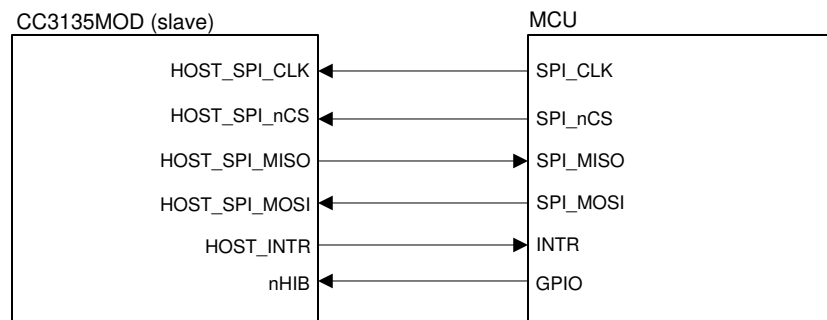 CC3135MOD (slave) MCU
HOST_SPI_CLK SPI_CLK
HOST_SPI_nCS SPI_nCS
HOST_SPI_MISO SPI_MISO
HOST_SPI_MOSI SPI_MOSI
HOST_INTR INTR
nHIB GPIO